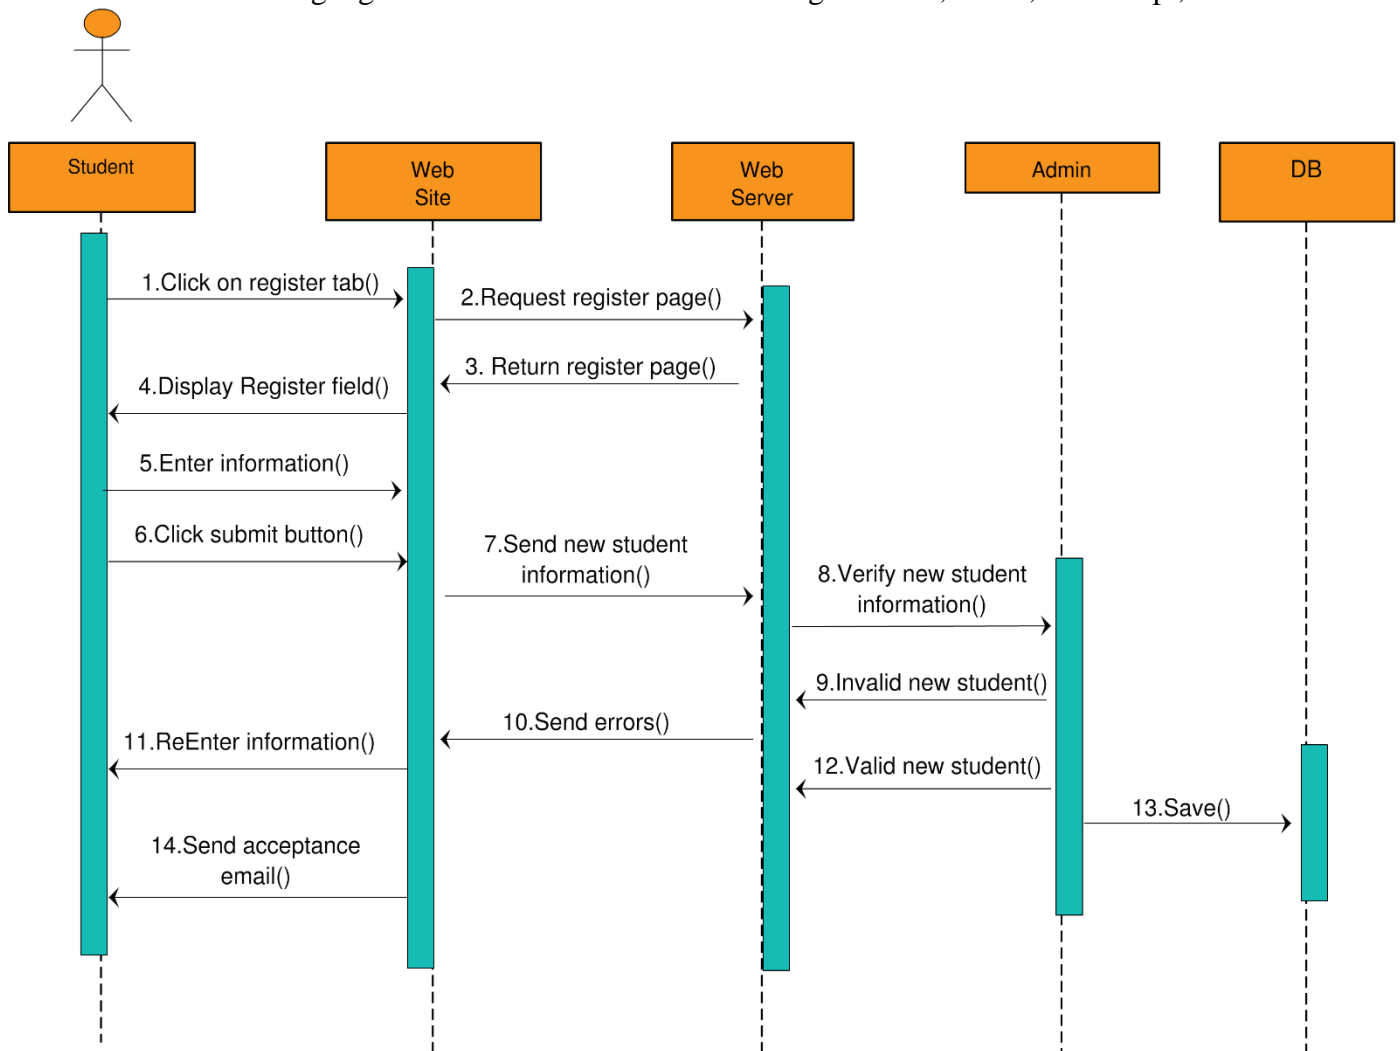 Student
Web
Site
Web
Server
Admin
DB
1.Click on register tab()
2.Request register page()
3. Return register page()
4.Display Register field()
5.Enter information()
6.Click submit button()
7.Send new student
information()
8.Verify new student
information()
9.Invalid new student()
10.Send errors()
11.ReEnter information()
12.Valid new student()
13.Save()
14.Send acceptance
email()